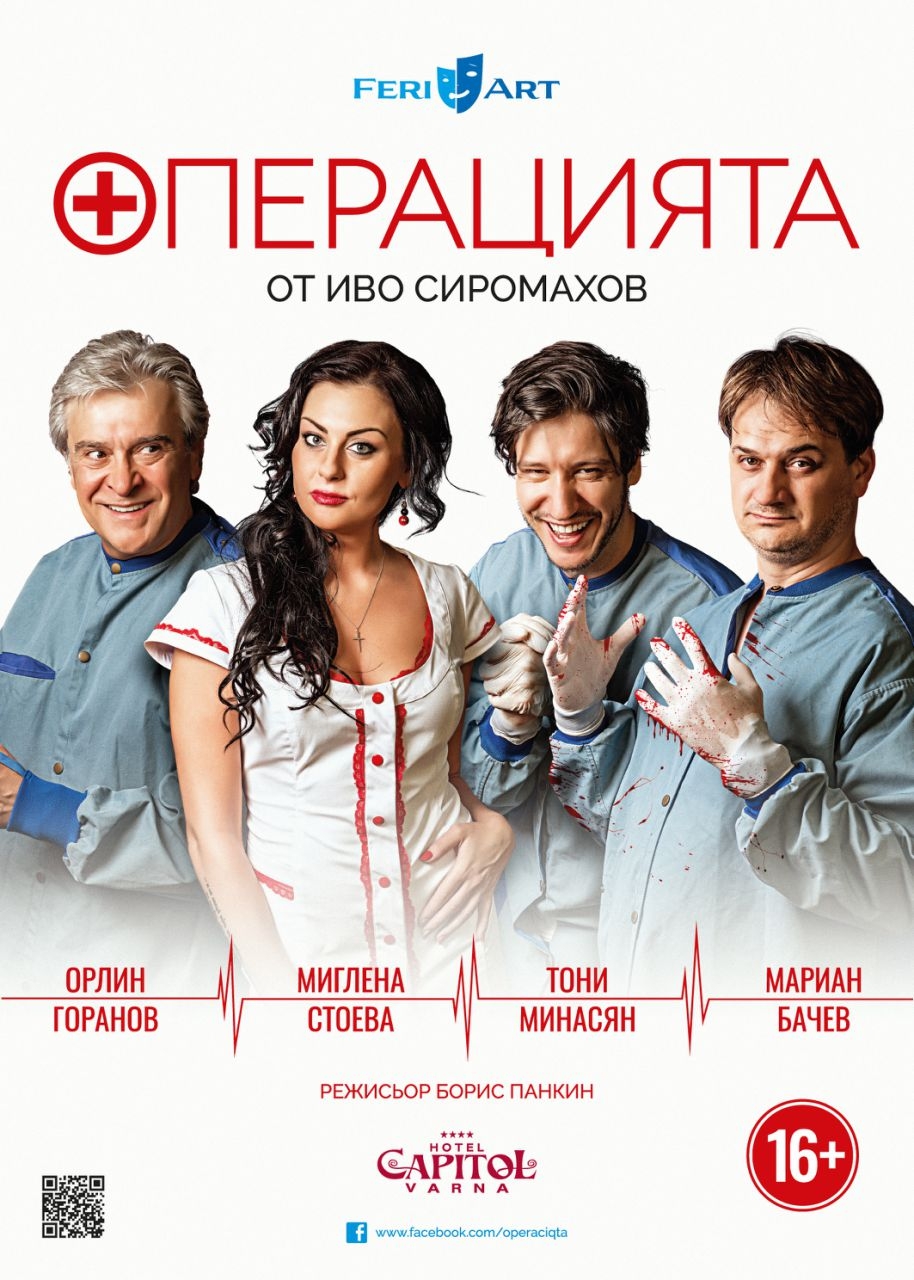 FERI ART
ОПЕРАЦИЯТА
ОТ ИВО СИРОМАХОВ
ОРЛИН
ГОРАНОВ
МИГЛЕНА
СТОЕВА
ТОНИ
МИНАСЯН
МАРИАН
БАЧЕВ
РЕЖИСЬОР БОРИС ПАНКИН
HOTEL
CAPITOL
VARNA
16+
f www.facebook.com/operaciqta